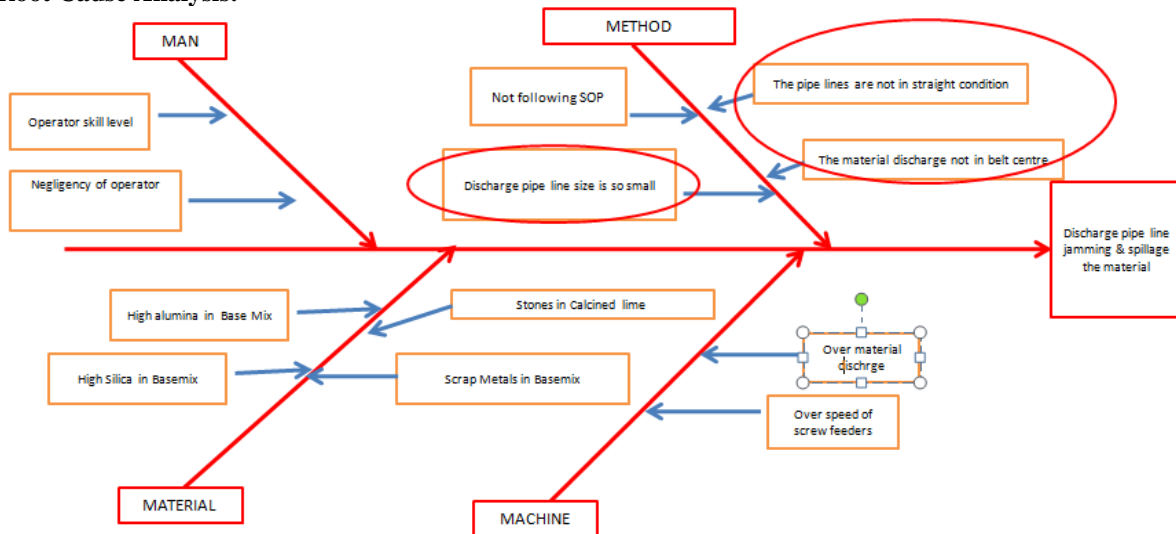 Root Cause Analysis:
MAN
METHOD
Not following SOP
The pipe lines are not in straight condition
Operator skill level
Negligency of operator
Discharge pipe line size is so small
The material discharge not in belt centre
Discharge pipe line
jamming & spillage
the material
High alumina in Base Mix
Stones in Calcined lime
High Silica in Basemix
Scrap Metals in Basemix
Over material
dischrge
Over speed of
screw feeders
MATERIAL
MACHINE